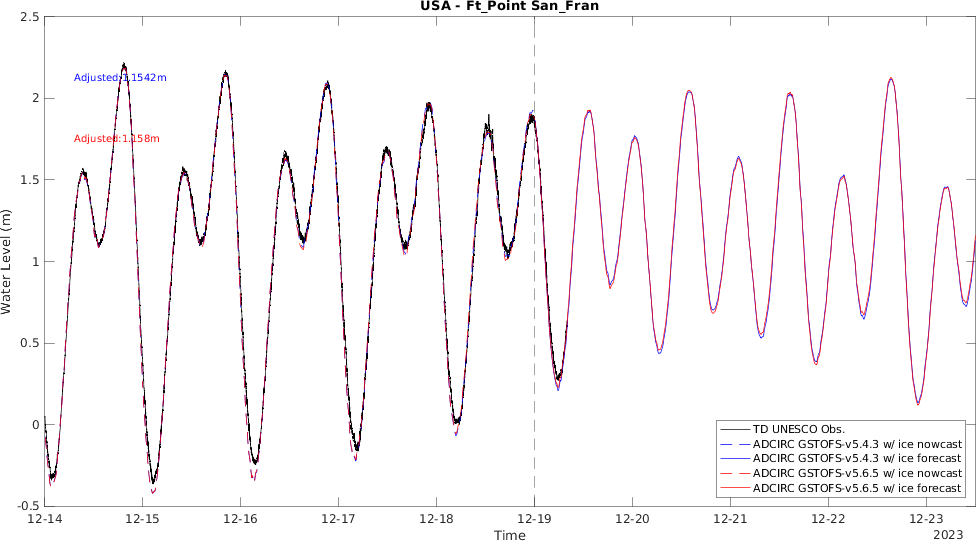 USA - Ft_Point San_Fran
Water Level (m)
2.5
2
1.5
1
0.5
0
-0.5
Adjusted:1.1542m
Adjusted:1.158m
TD UNESCO Obs.
ADCIRC GSTOFS-v5.4.3 w/ ice nowcast
ADCIRC GSTOFS-v5.4.3 w/ ice forecast
ADCIRC GSTOFS-v5.6.5 w/ ice nowcast
ADCIRC GSTOFS-v5.6.5 w/ ice forecast
12-14 12-15 12-16 12-17 12-18 12-19 12-20 12-21 12-22 12-23
Time
2023